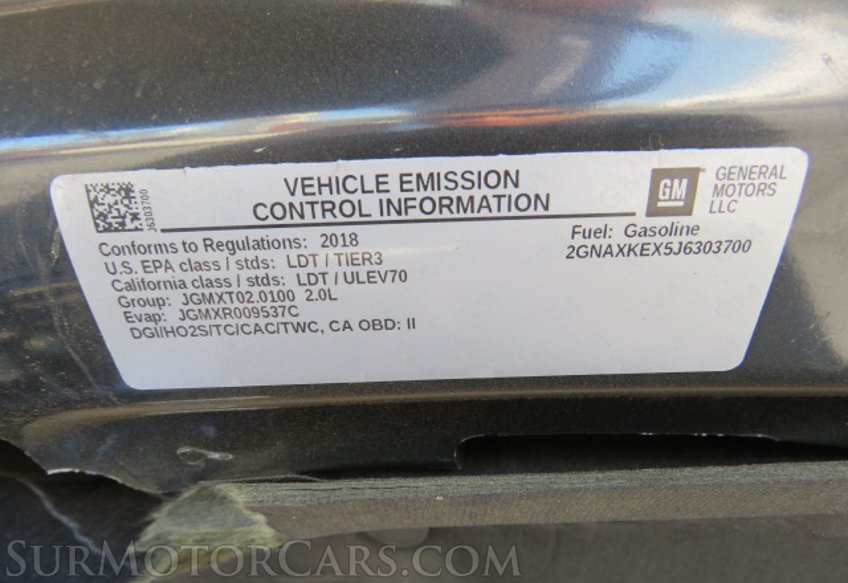 VEHICLE EMISSION
CONTROL INFORMATION
GM
GENERAL
MOTORS
LLC
J6303700
Conforms to Regulations: 2018
U.S. EPA class / stds: LDT / TIER3
California class / stds: LDT / ULEV70
Group: JGMXT02.0100 2.0L
Evap: JGMXR009537C
DGI/HO2S/TC/CAC/TWC, CA OBD: II
Fuel: Gasoline
2GNAXKEX5J6303700
SURMOTORCARS.COM